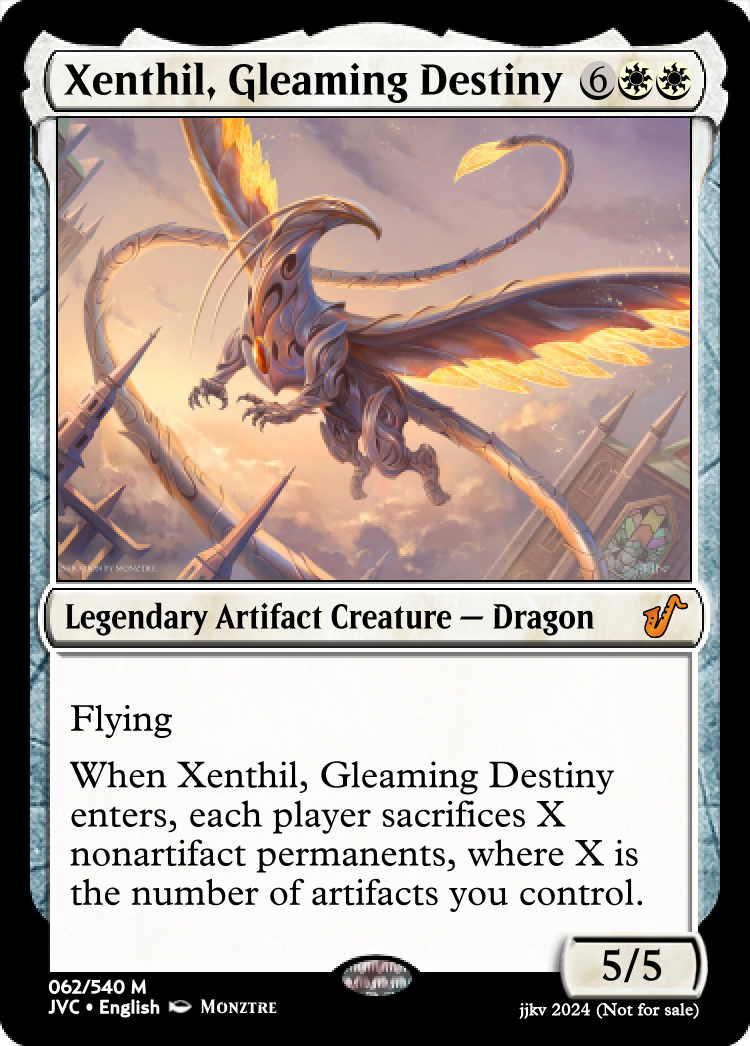 Xenthil, Gleaming Destiny 6
BY MONZTRE
Legendary Artifact Creature — Dragon
Flying
When Xenthil, Gleaming Destiny
enters, each player sacrifices X
nonartifact permanents, where X is
the number of artifacts you control.
5/5
062/540 M
JVC • English MONZTRE
jjkv 2024 (Not for sale)